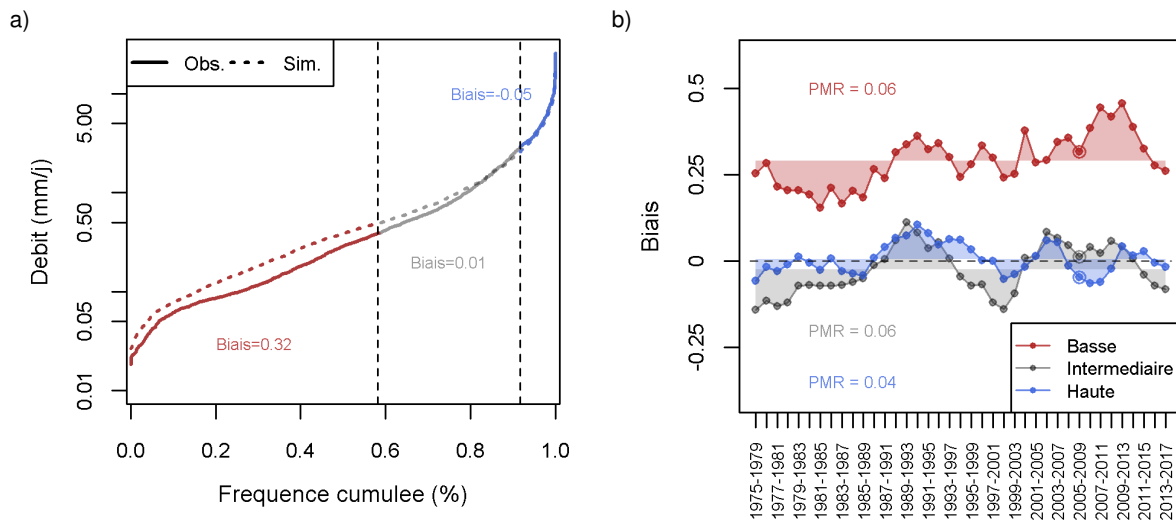 a)
Obs.
Sim.
Biais=-0.05
Biais=0.01
Biais=0.32
Debit (mm/j)
5.00
0.50
0.05
0.01
0.0
0.2
0.4
0.6
0.8
1.0
Frequence cumulee (%)
b)
PMR = 0.06
PMR = 0.06
PMR = 0.04
Biais
0.5
0.25
0
-0.25
Basse
Intermediaire
Haute
1975-1979
1977-1981
1979-1983
1981-1985
1983-1987
1985-1989
1987-1991
1989-1993
1991-1995
1993-1997
1995-1999
1997-2001
1999-2003
2001-2005
2003-2007
2005-2009
2007-2011
2009-2013
2011-2015
2013-2017